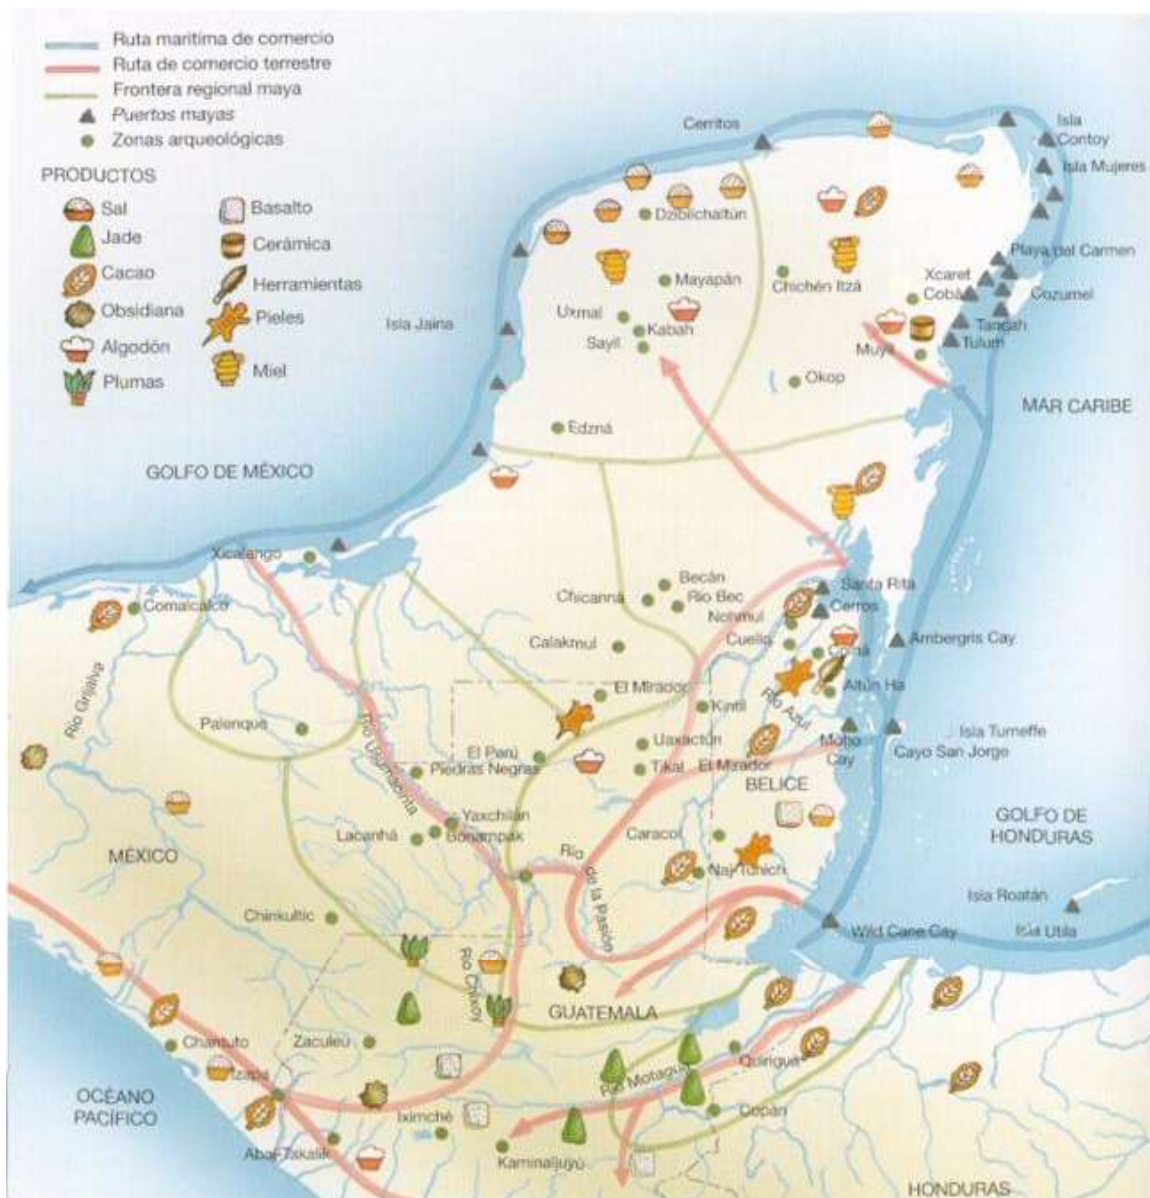 Ruta marítima de comercio
Ruta de comercio terrestre
Frontera regional maya
Puertos mayas
Zonas arqueológicas
PRODUCTOS
Sal
Jade
Cacao
Obsidiana
Algodón
Plumas
Basalto
Cerámica
Herramientas
Pieles
Miel
Cerritos
Isla
Contoy
Isla Mujeres
Dzibilchaltún
Playa del Carmen
Mayapán
Chichén Itzá
Xcaret
Cobá
Cozumel
Isla Jaina
Uxmal
Kabah
Sayil
Tancah
Tulum
Muyil
Okop
MAR CARIBE
Edzná
GOLFO DE MÉXICO
Xicalango
Becán
Santa Rita
Comalcalco
Chicanná
Río Bec
Nohmul
Cerros
Calakmul
Cuello
Ambergris Cay
Río Grijalva
El Mirador
Altún Ha
Palenque
Río Usumacinta
Kintil
Río Azul
Isla Turneffe
El Perú
Uaxactún
Moho
Cay
Cayo San Jorge
Piedras Negras
Tikal
El Mirador
BELICE
Yaxchilán
Lacanhá
Bonampak
Caracol
GOLFO DE
HONDURAS
MÉXICO
Río
de la Pasión
Naj Tunich
Isla Roatán
Chinkultic
Wild Cane Cay
Isla Utila
Río Chixoy
GUATEMALA
Chantuto
Zaculeu
Izapa
Río Motagua
Quiriguá
OCÉANO
PACÍFICO
Iximché
Copán
Abaj-Takalik
Kaminaljuyú
HONDURAS